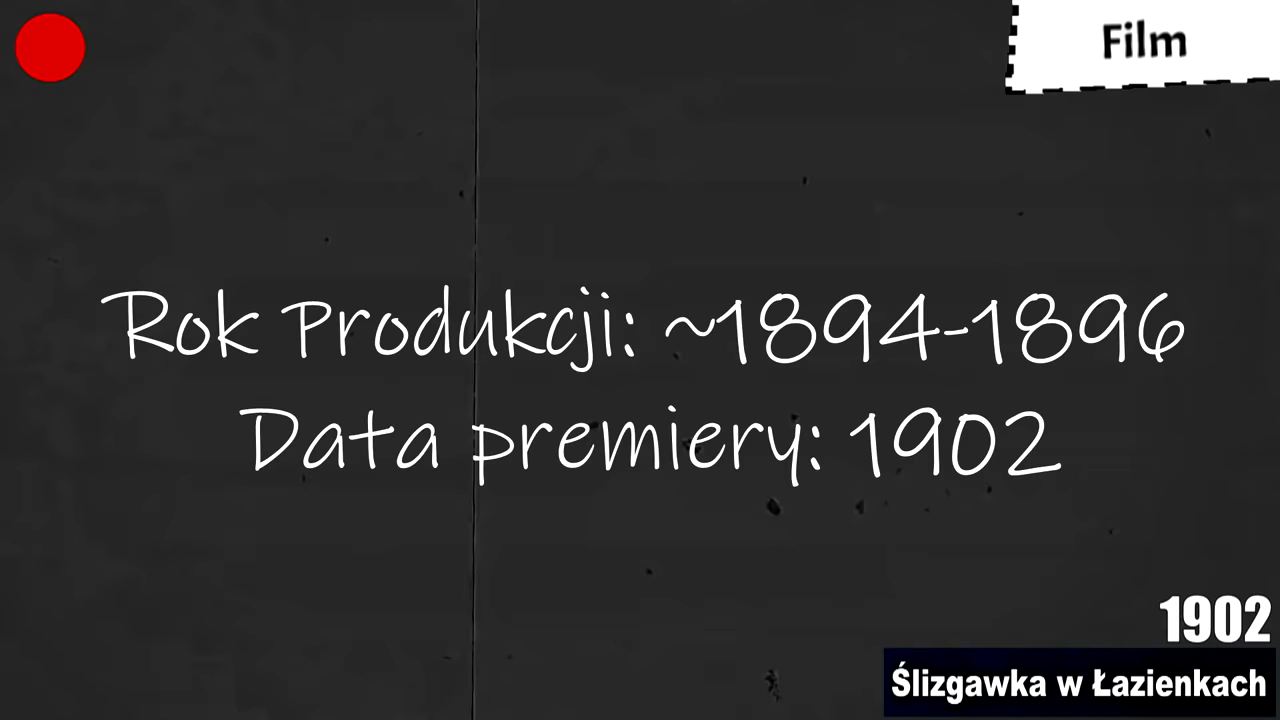 Film
Rok Produkcji: ~1894-1896
Data premiery: 1902
1902
Ślizgawka w Łazienkach